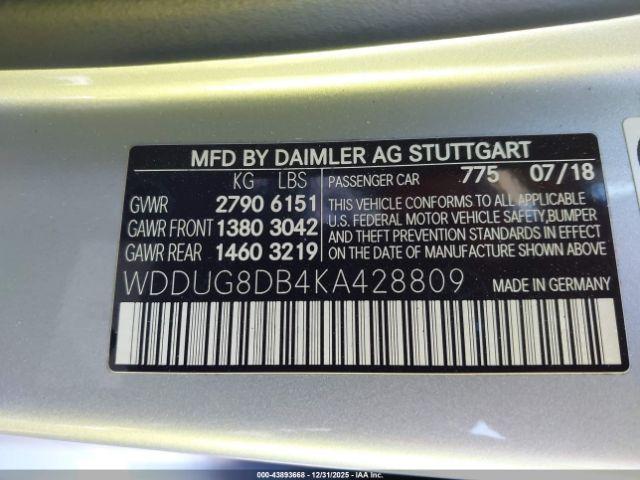 MFD BY DAIMLER AG STUTTGART
KG LBS PASSENGER CAR 775 07/18
GVWR 2790 6151
GAWR FRONT 1380 3042
GAWR REAR 1460 3219
THIS VEHICLE CONFORMS TO ALL APPLICABLE
U.S. FEDERAL MOTOR VEHICLE SAFETY,BUMPER
AND THEFT PREVENTION STANDARDS IN EFFECT
ON THE DATE OF MANUFACTURE SHOWN ABOVE.
WDDUG8DB4KA428809 MADE IN GERMANY
000-43893668 * 12/31/2025 - IAA Inc.